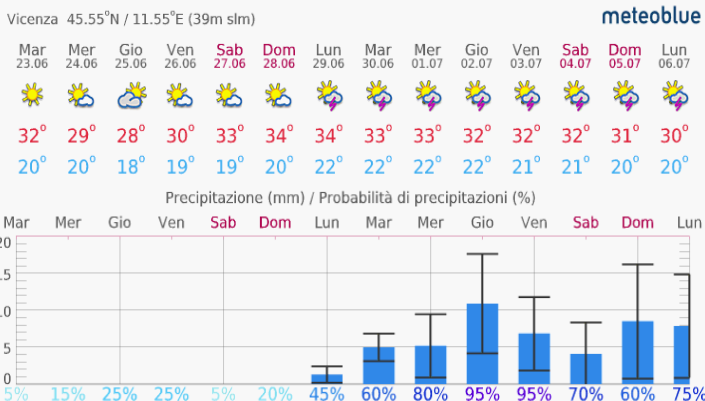 Vicenza 45.55°N / 11.55°E (39m slm)
meteoblue
Mar Mer Gio Ven Sab Dom Lun Mar Mer Gio Ven Sab Dom Lun
23.06 24.06 25.06 26.06 27.06 28.06 29.06 30.06 01.07 02.07 03.07 04.07 05.07 06.07
32° 29° 28° 30° 33° 34° 34° 33° 33° 32° 32° 32° 31° 30°
20° 20° 18° 19° 19° 20° 22° 22° 22° 22° 21° 21° 20° 20°
Precipitazione (mm) / Probabilità di precipitazioni (%)
Mar Mer Gio Ven Sab Dom Lun Mar Mer Gio Ven Sab Dom Lun
20
15
10
5
0
5% 15% 25% 25% 5% 20% 45% 60% 80% 95% 95% 70% 60% 75%